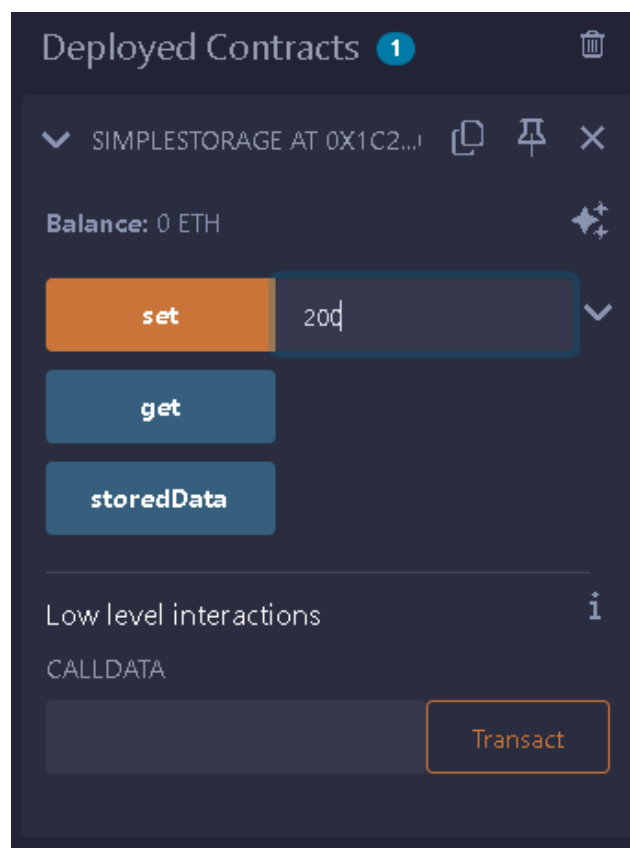 Deployed Contracts 1
SIMPLESTORAGE AT 0X1C2...
Balance: 0 ETH
set 200
get
storedData
Low level interactions
i
CALLDATA
Transact